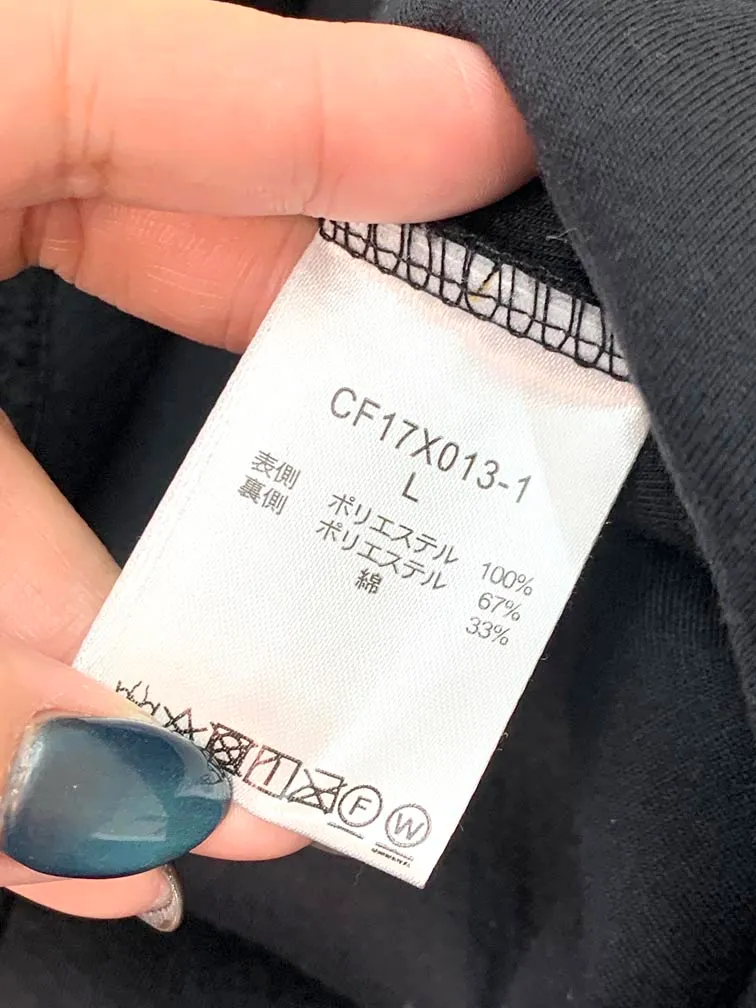 CF17X013-1
L
表側 ポリエステル 100%
裏側 ポリエステル 67%
綿 33%
F W